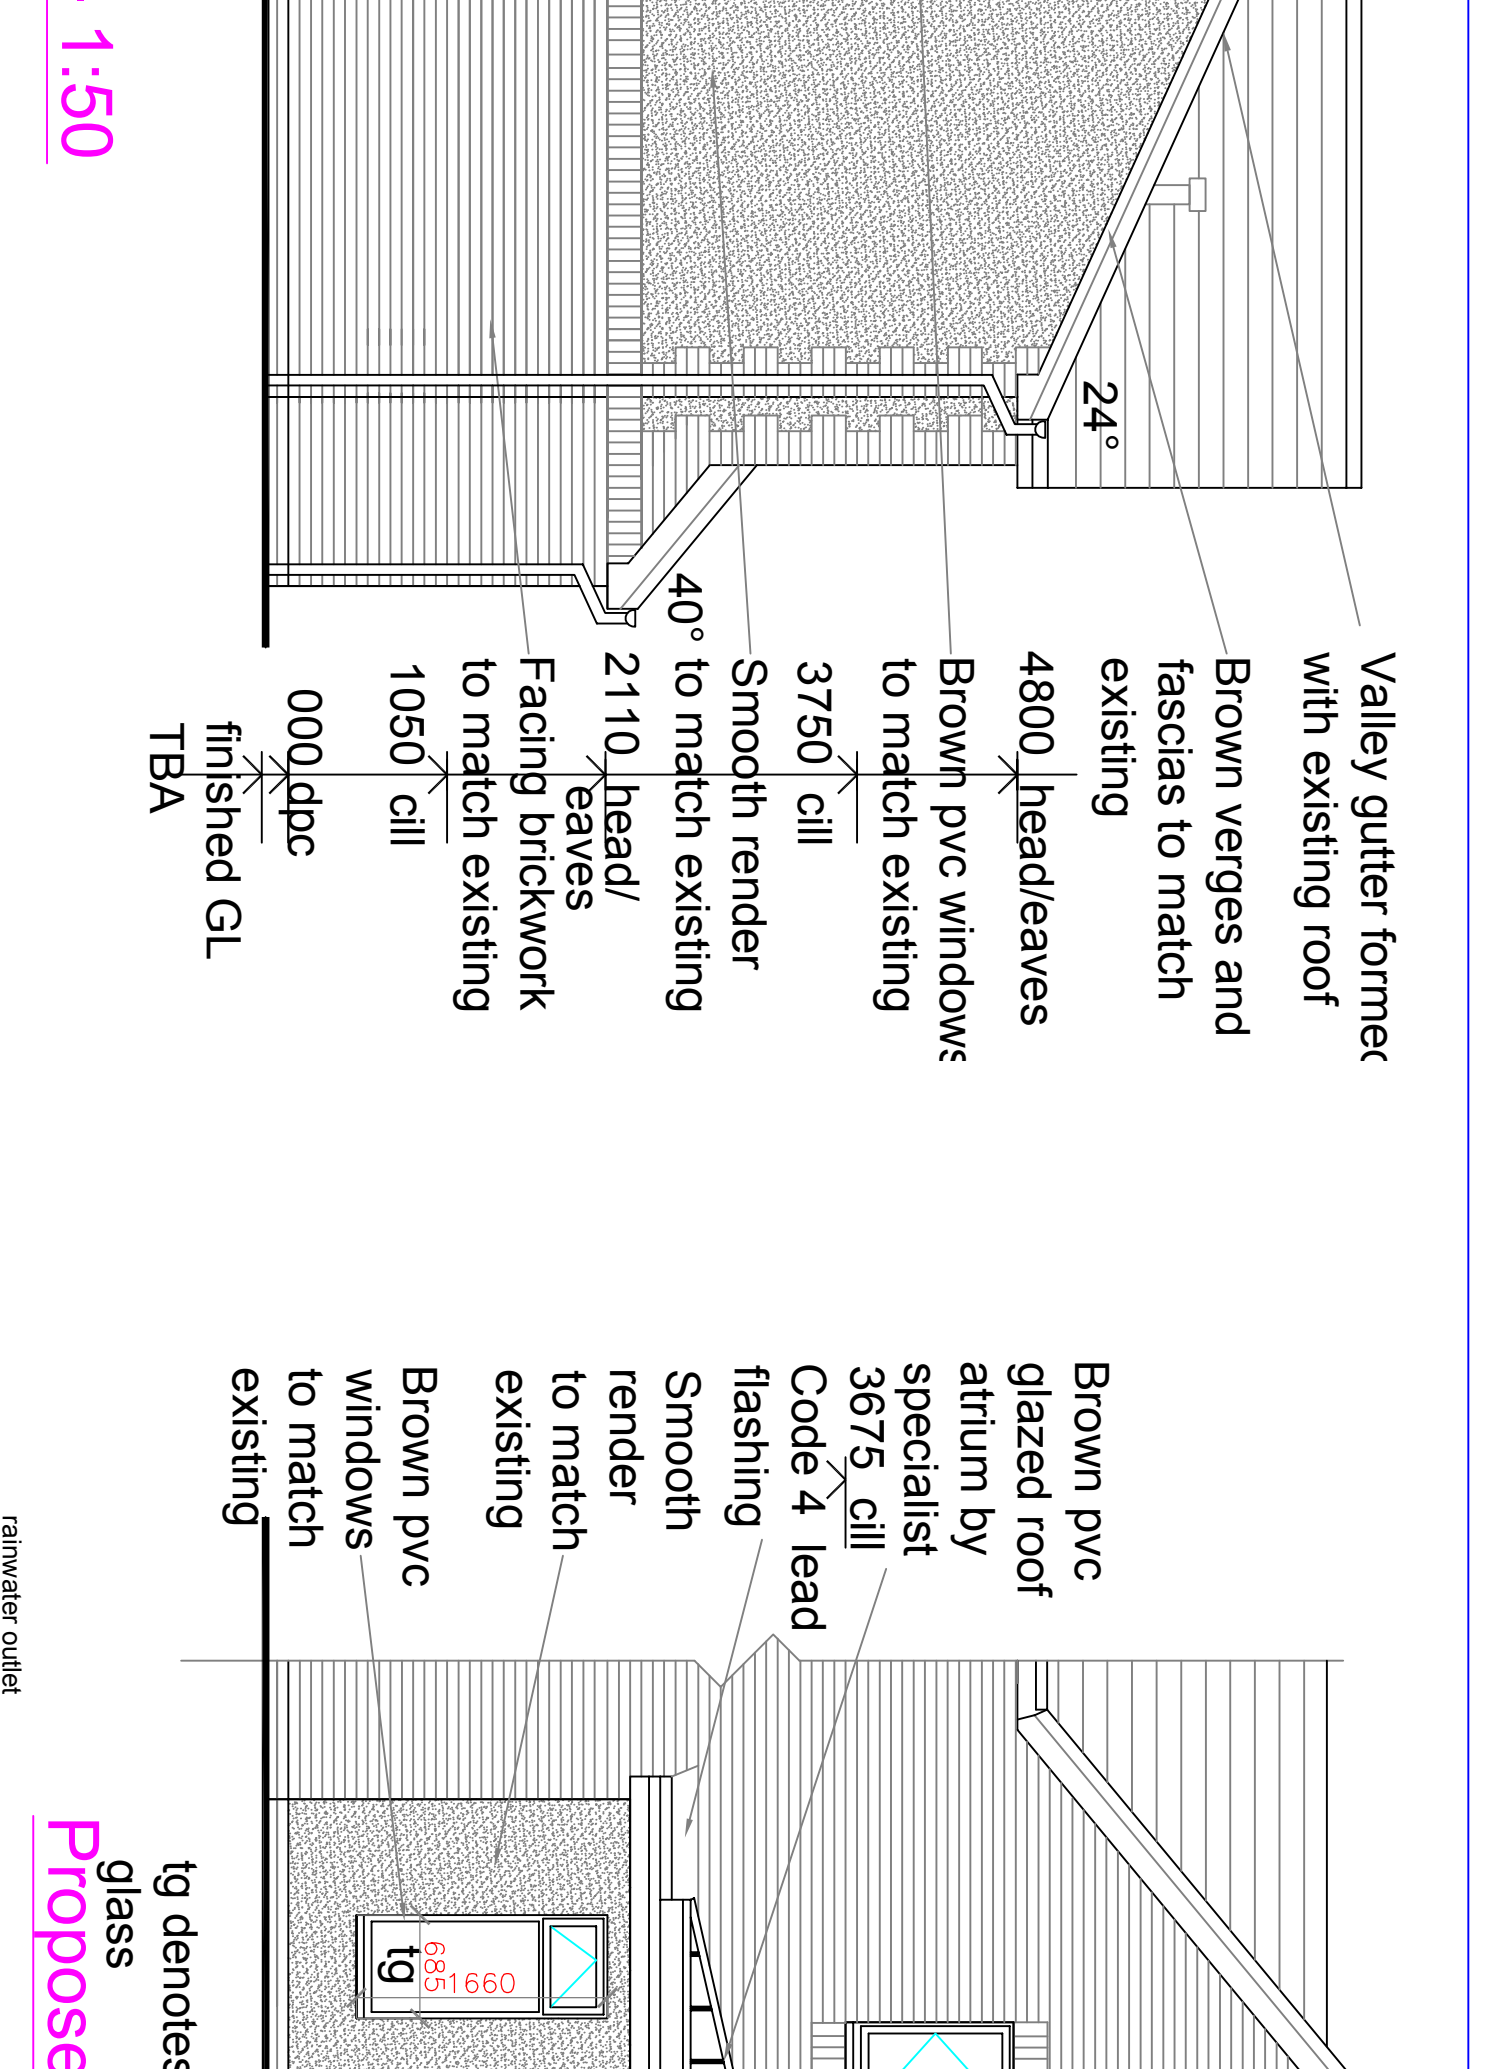 1:50
24°
40°
Valley gutter formed
with existing roof
Brown verges and
fascias to match
existing
4800 head/eaves
Brown pvc windows
to match existing
3750 cill
Smooth render
to match existing
2110 head/
eaves
Facing brickwork
to match existing
1050 cill
000 dpc
finished GL
TBA
Brown pvc
glazed roof
atrium by
specialist
3675 cill
Code 4 lead
flashing
Smooth
render
to match
existing
Brown pvc
windows
to match
existing
tg
685
1660
tg denotes
glass
Propose
rainwater outlet